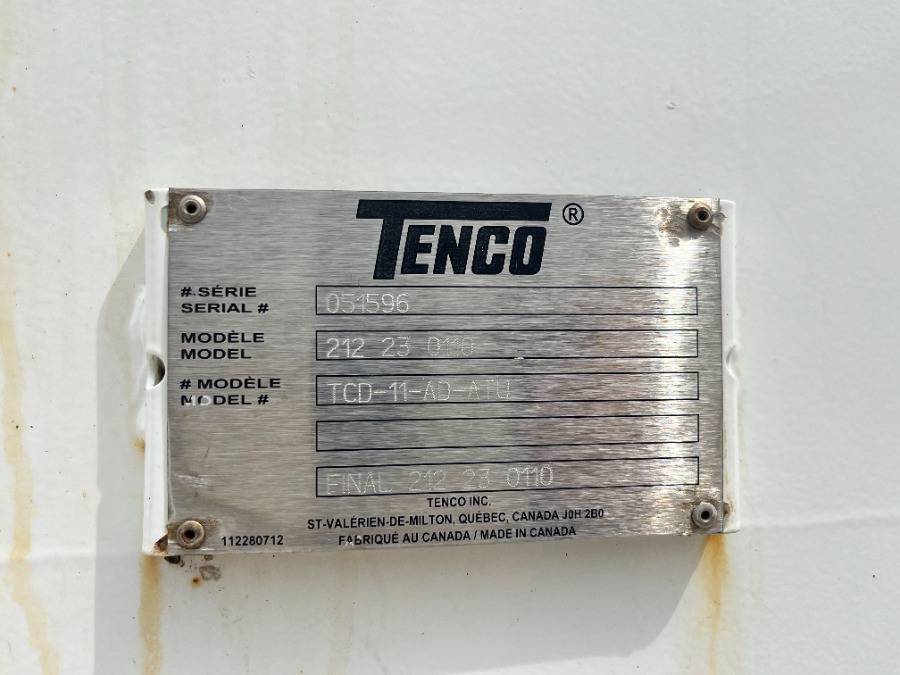 TENCO ®
# SÉRIE
SERIAL #
051596
MODÈLE
MODEL
212 23 0110
# MODÈLE
MODEL #
TCD-11-AD-ATU
FINAL 212 23 0110
TENCO INC.
ST-VALÉRIEN-DE-MILTON, QUÉBEC, CANADA J0H 2B0
112280712
FABRIQUÉ AU CANADA / MADE IN CANADA